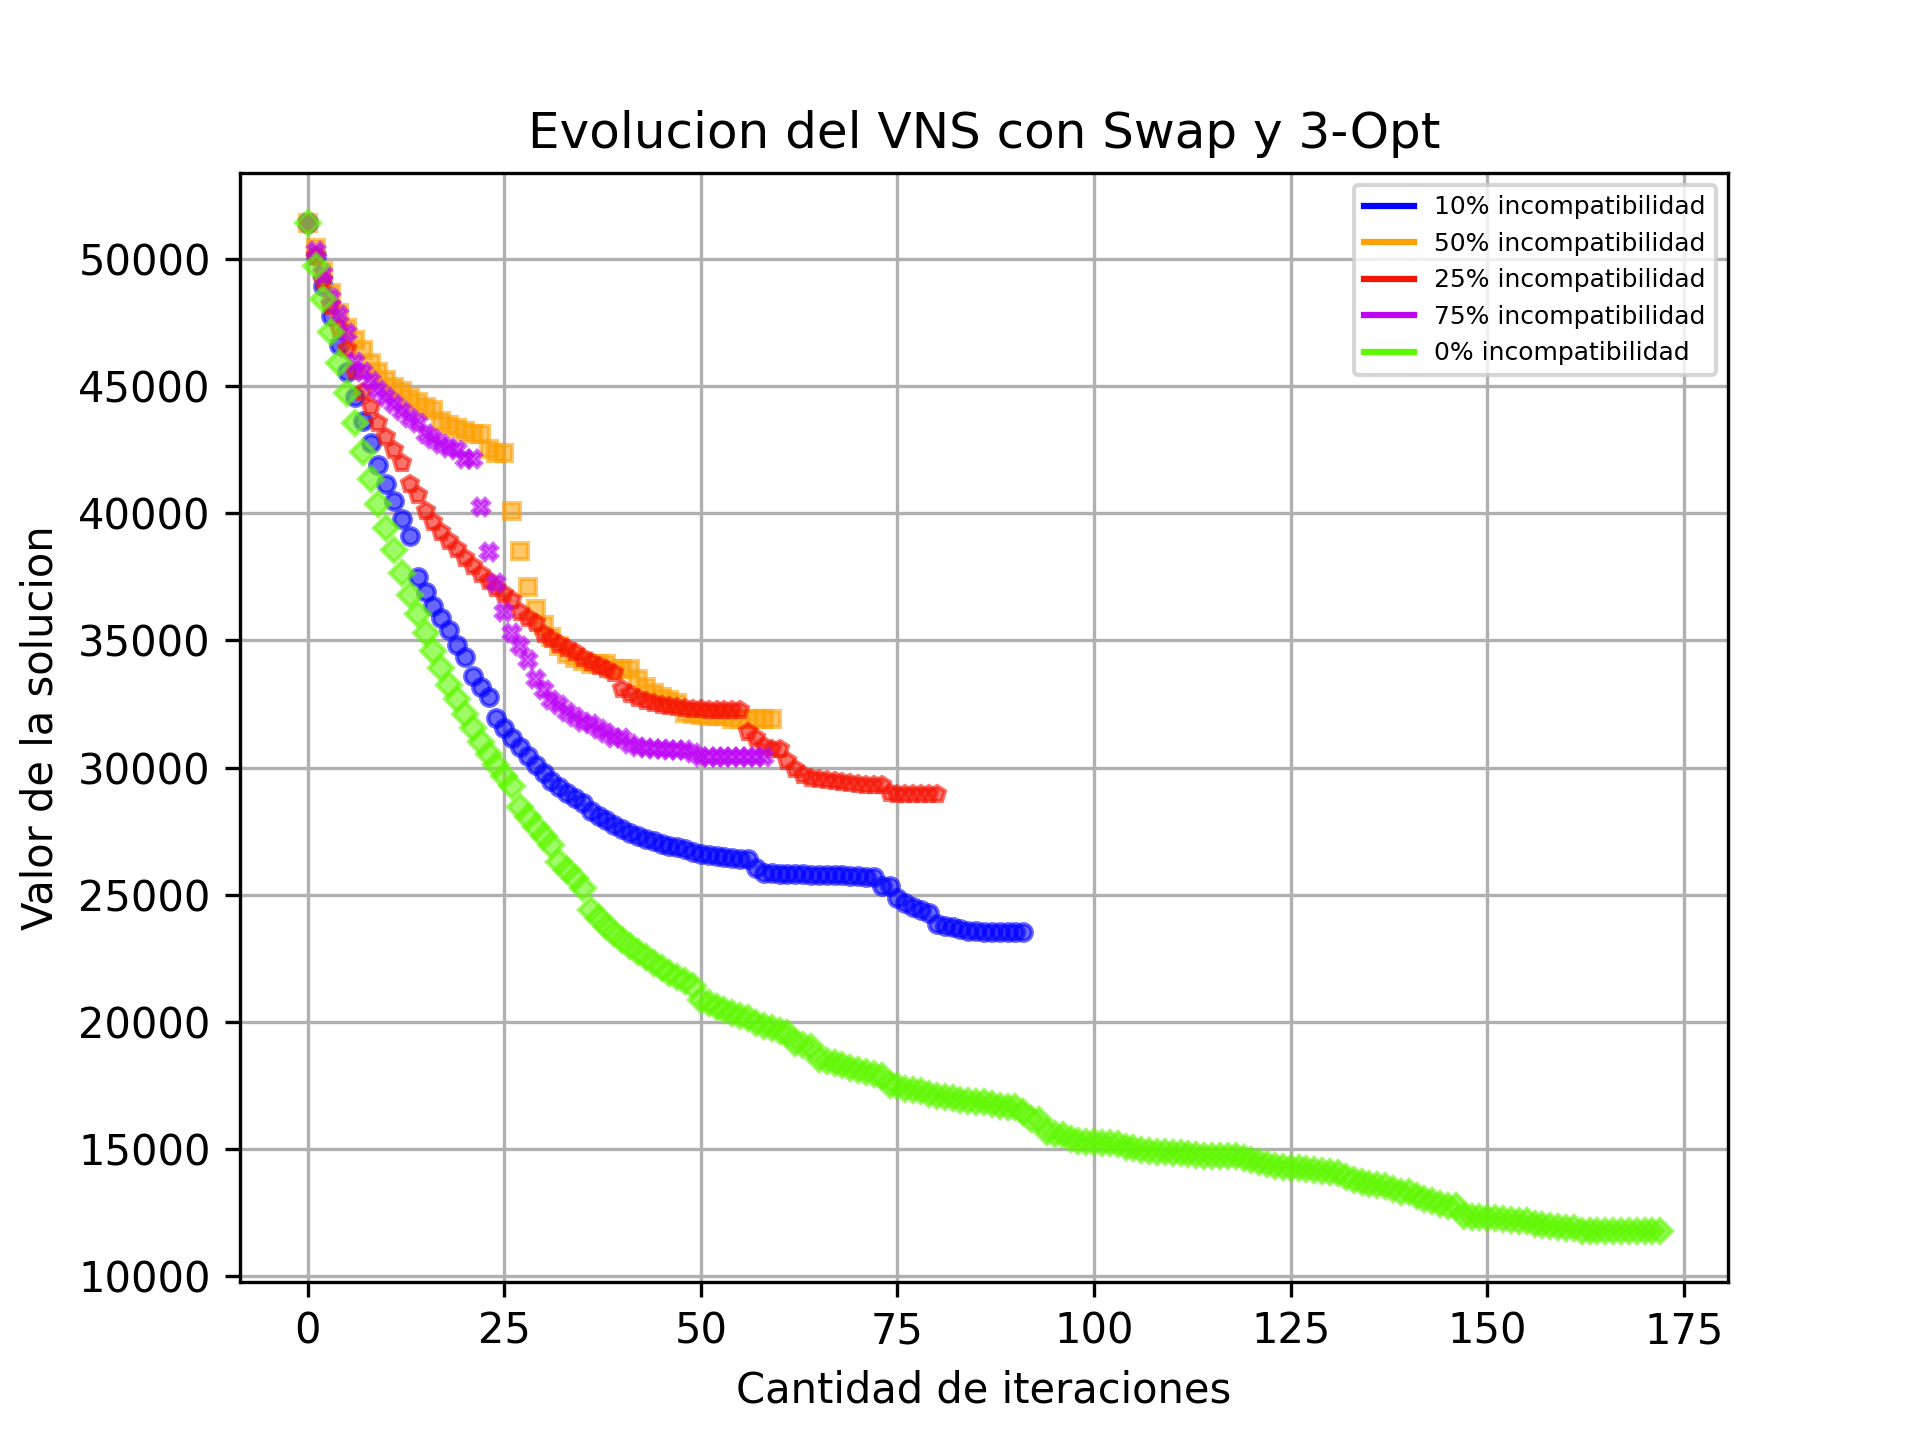 Evolucion del VNS con Swap y 3-Opt
10% incompatibilidad
50% incompatibilidad
25% incompatibilidad
75% incompatibilidad
0% incompatibilidad
Valor de la solucion
50000
45000
40000
35000
30000
25000
20000
15000
10000
0 25 50 75 100 125 150 175
Cantidad de iteraciones